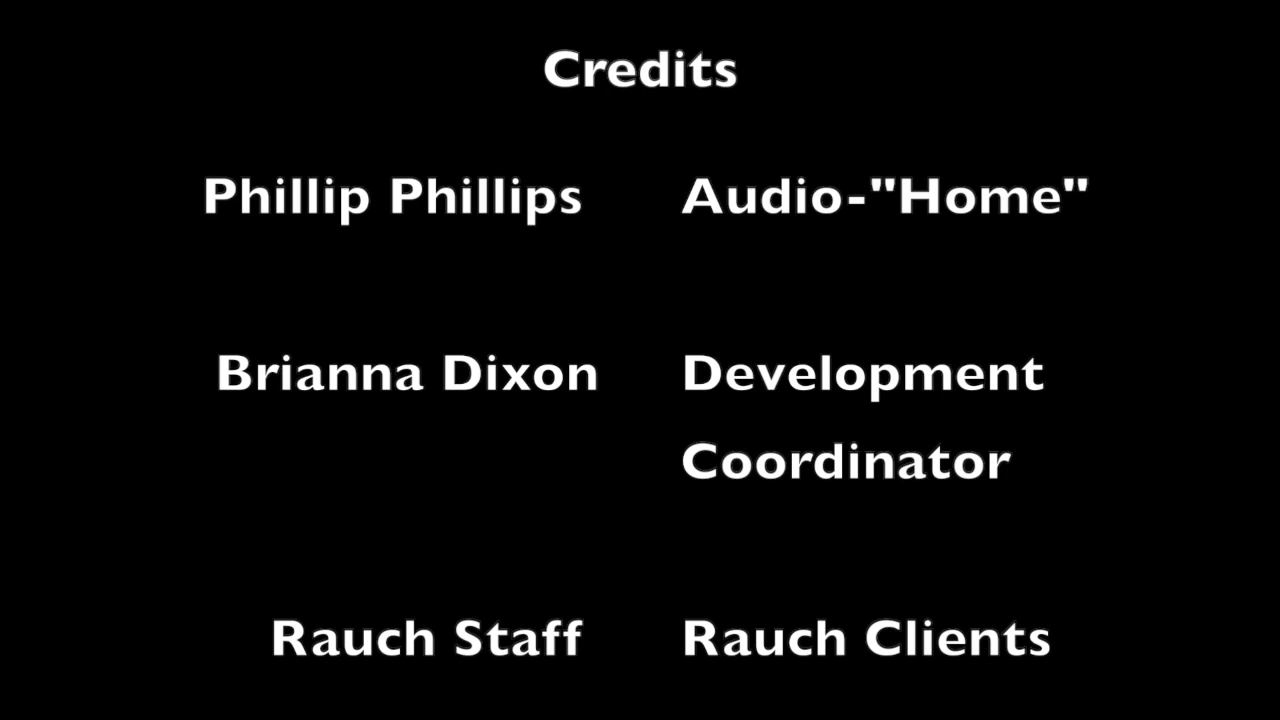 Credits
Phillip Phillips Audio-"Home"
Brianna Dixon Development
Coordinator
Rauch Staff Rauch Clients